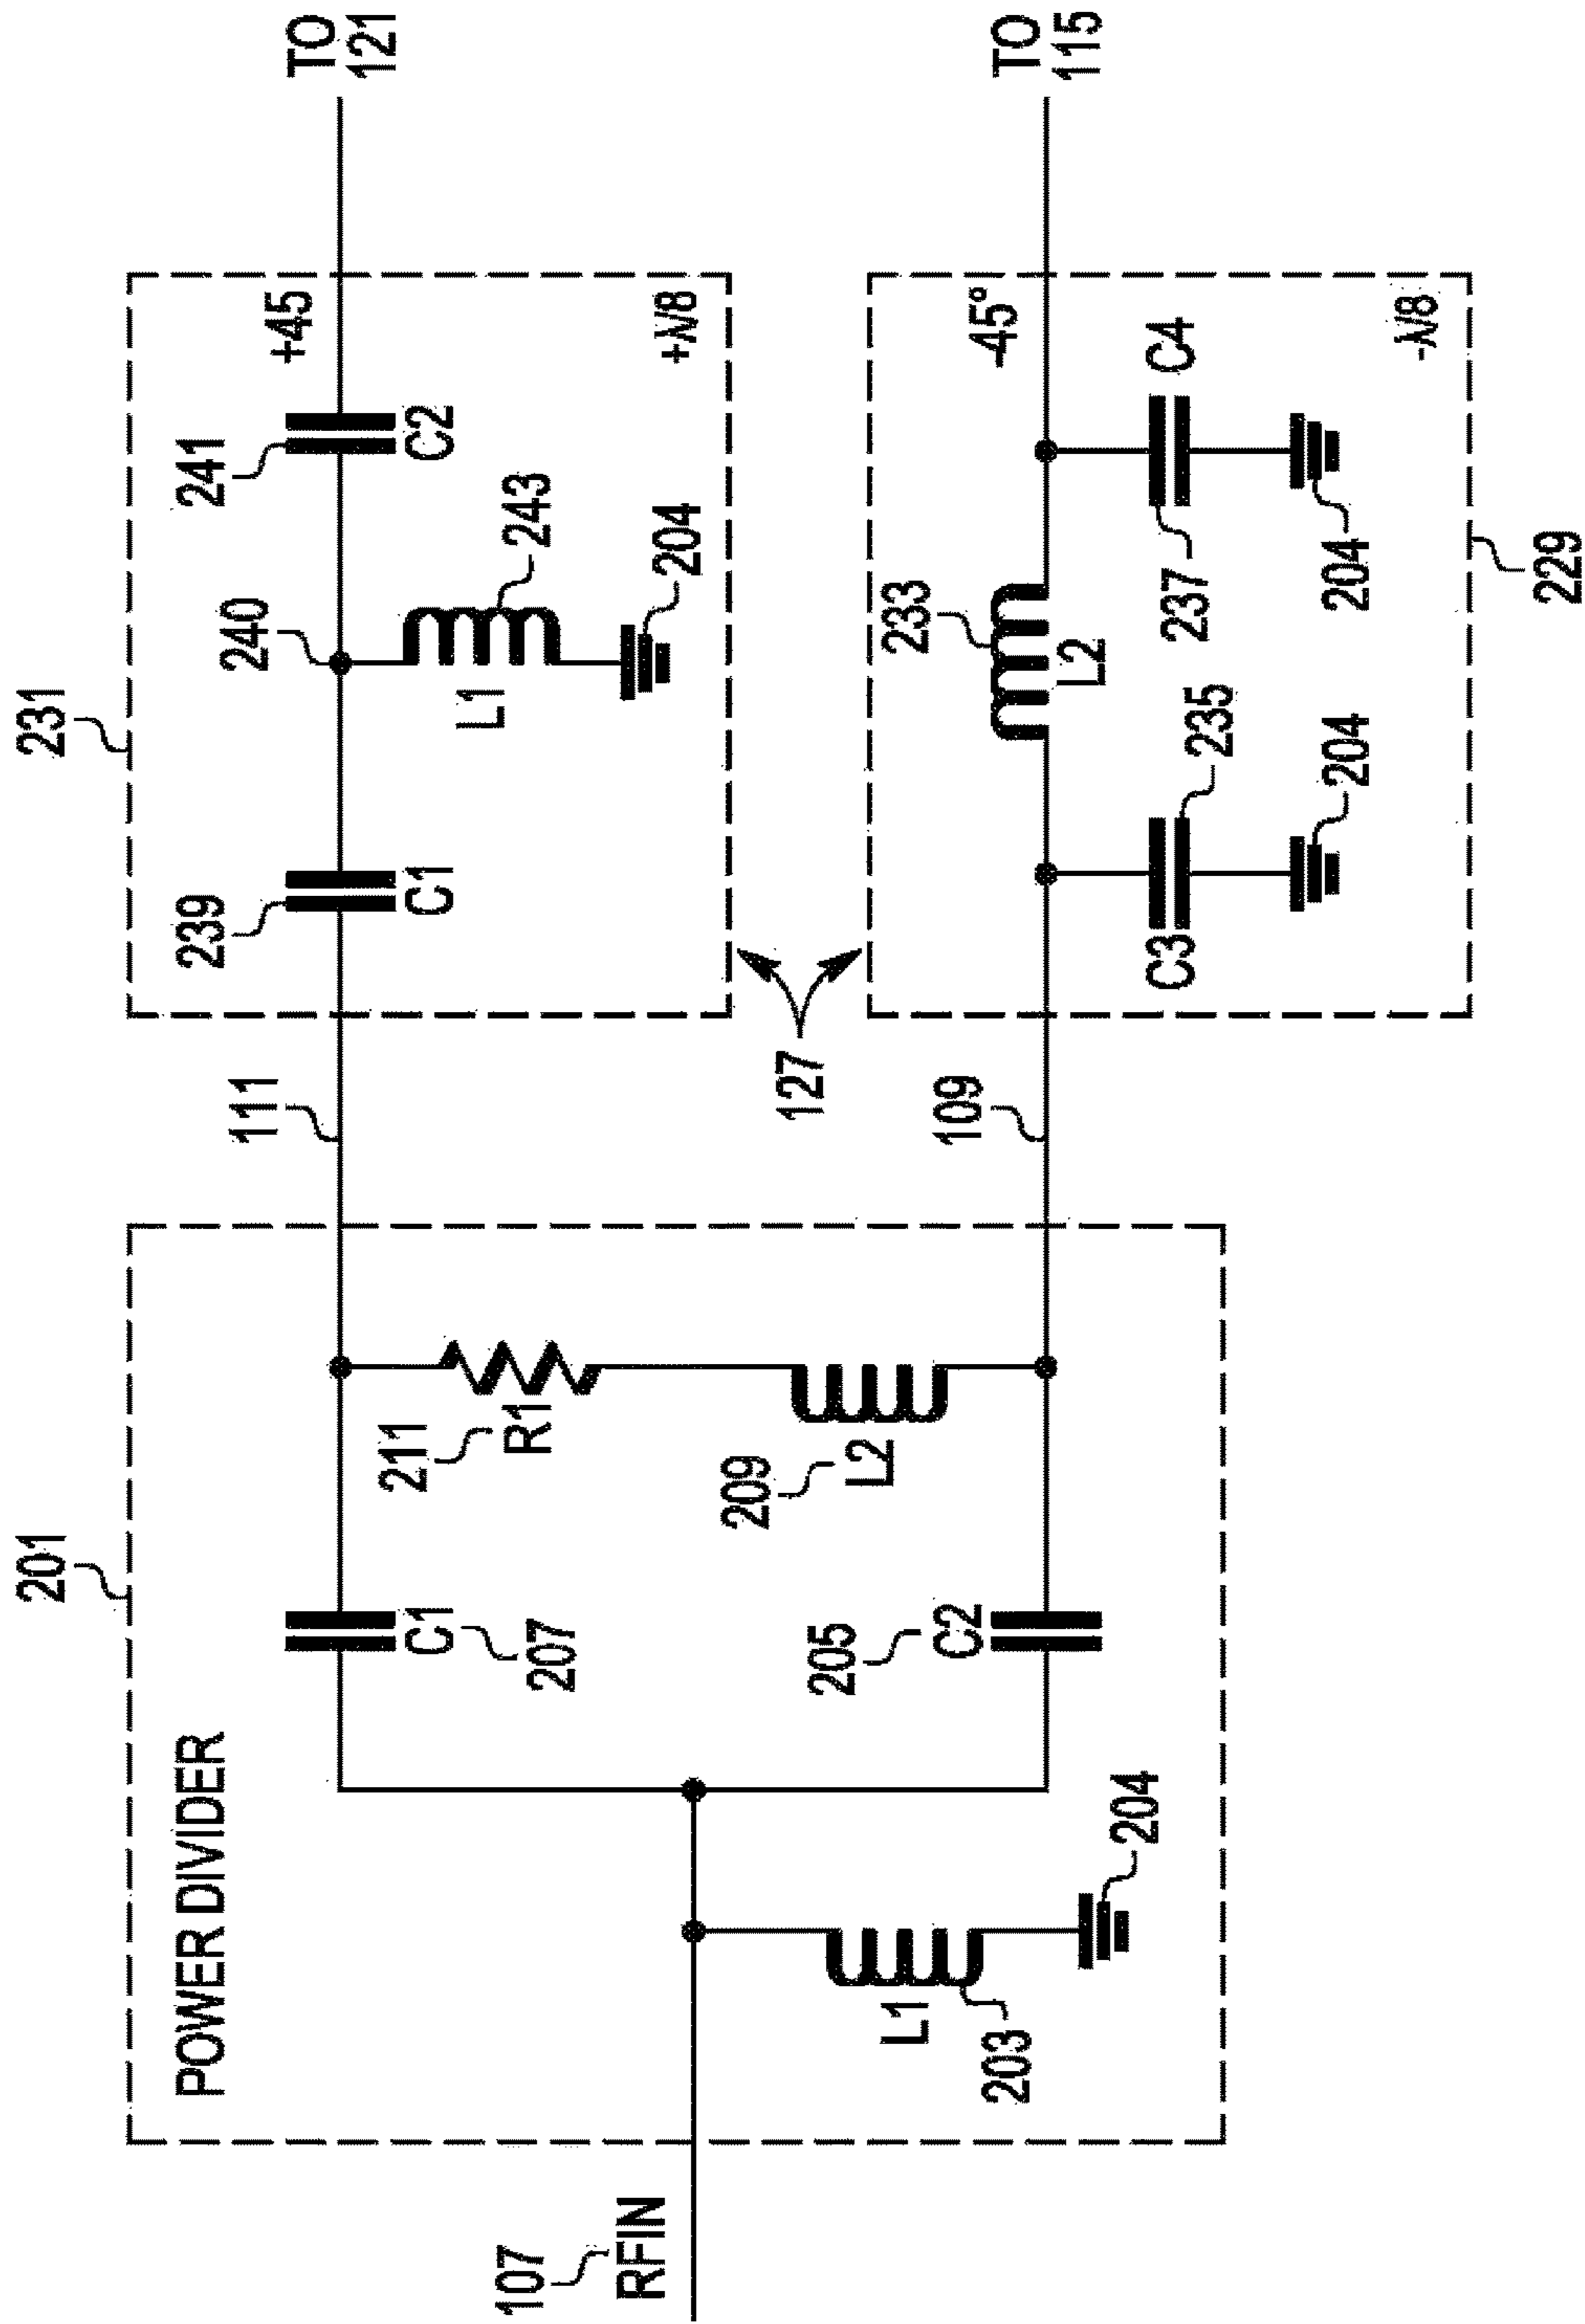 107
RFIN
POWER DIVIDER
201
L1
203
204
C1
207
205
C2
211
R1
209
L2
111
109
127
231
239
C1
240
L1
243
204
241
C2
+45
+λ/8
TO
121
C3
235
204
233
L2
237
C4
204
-45°
-λ/8
229
TO
115